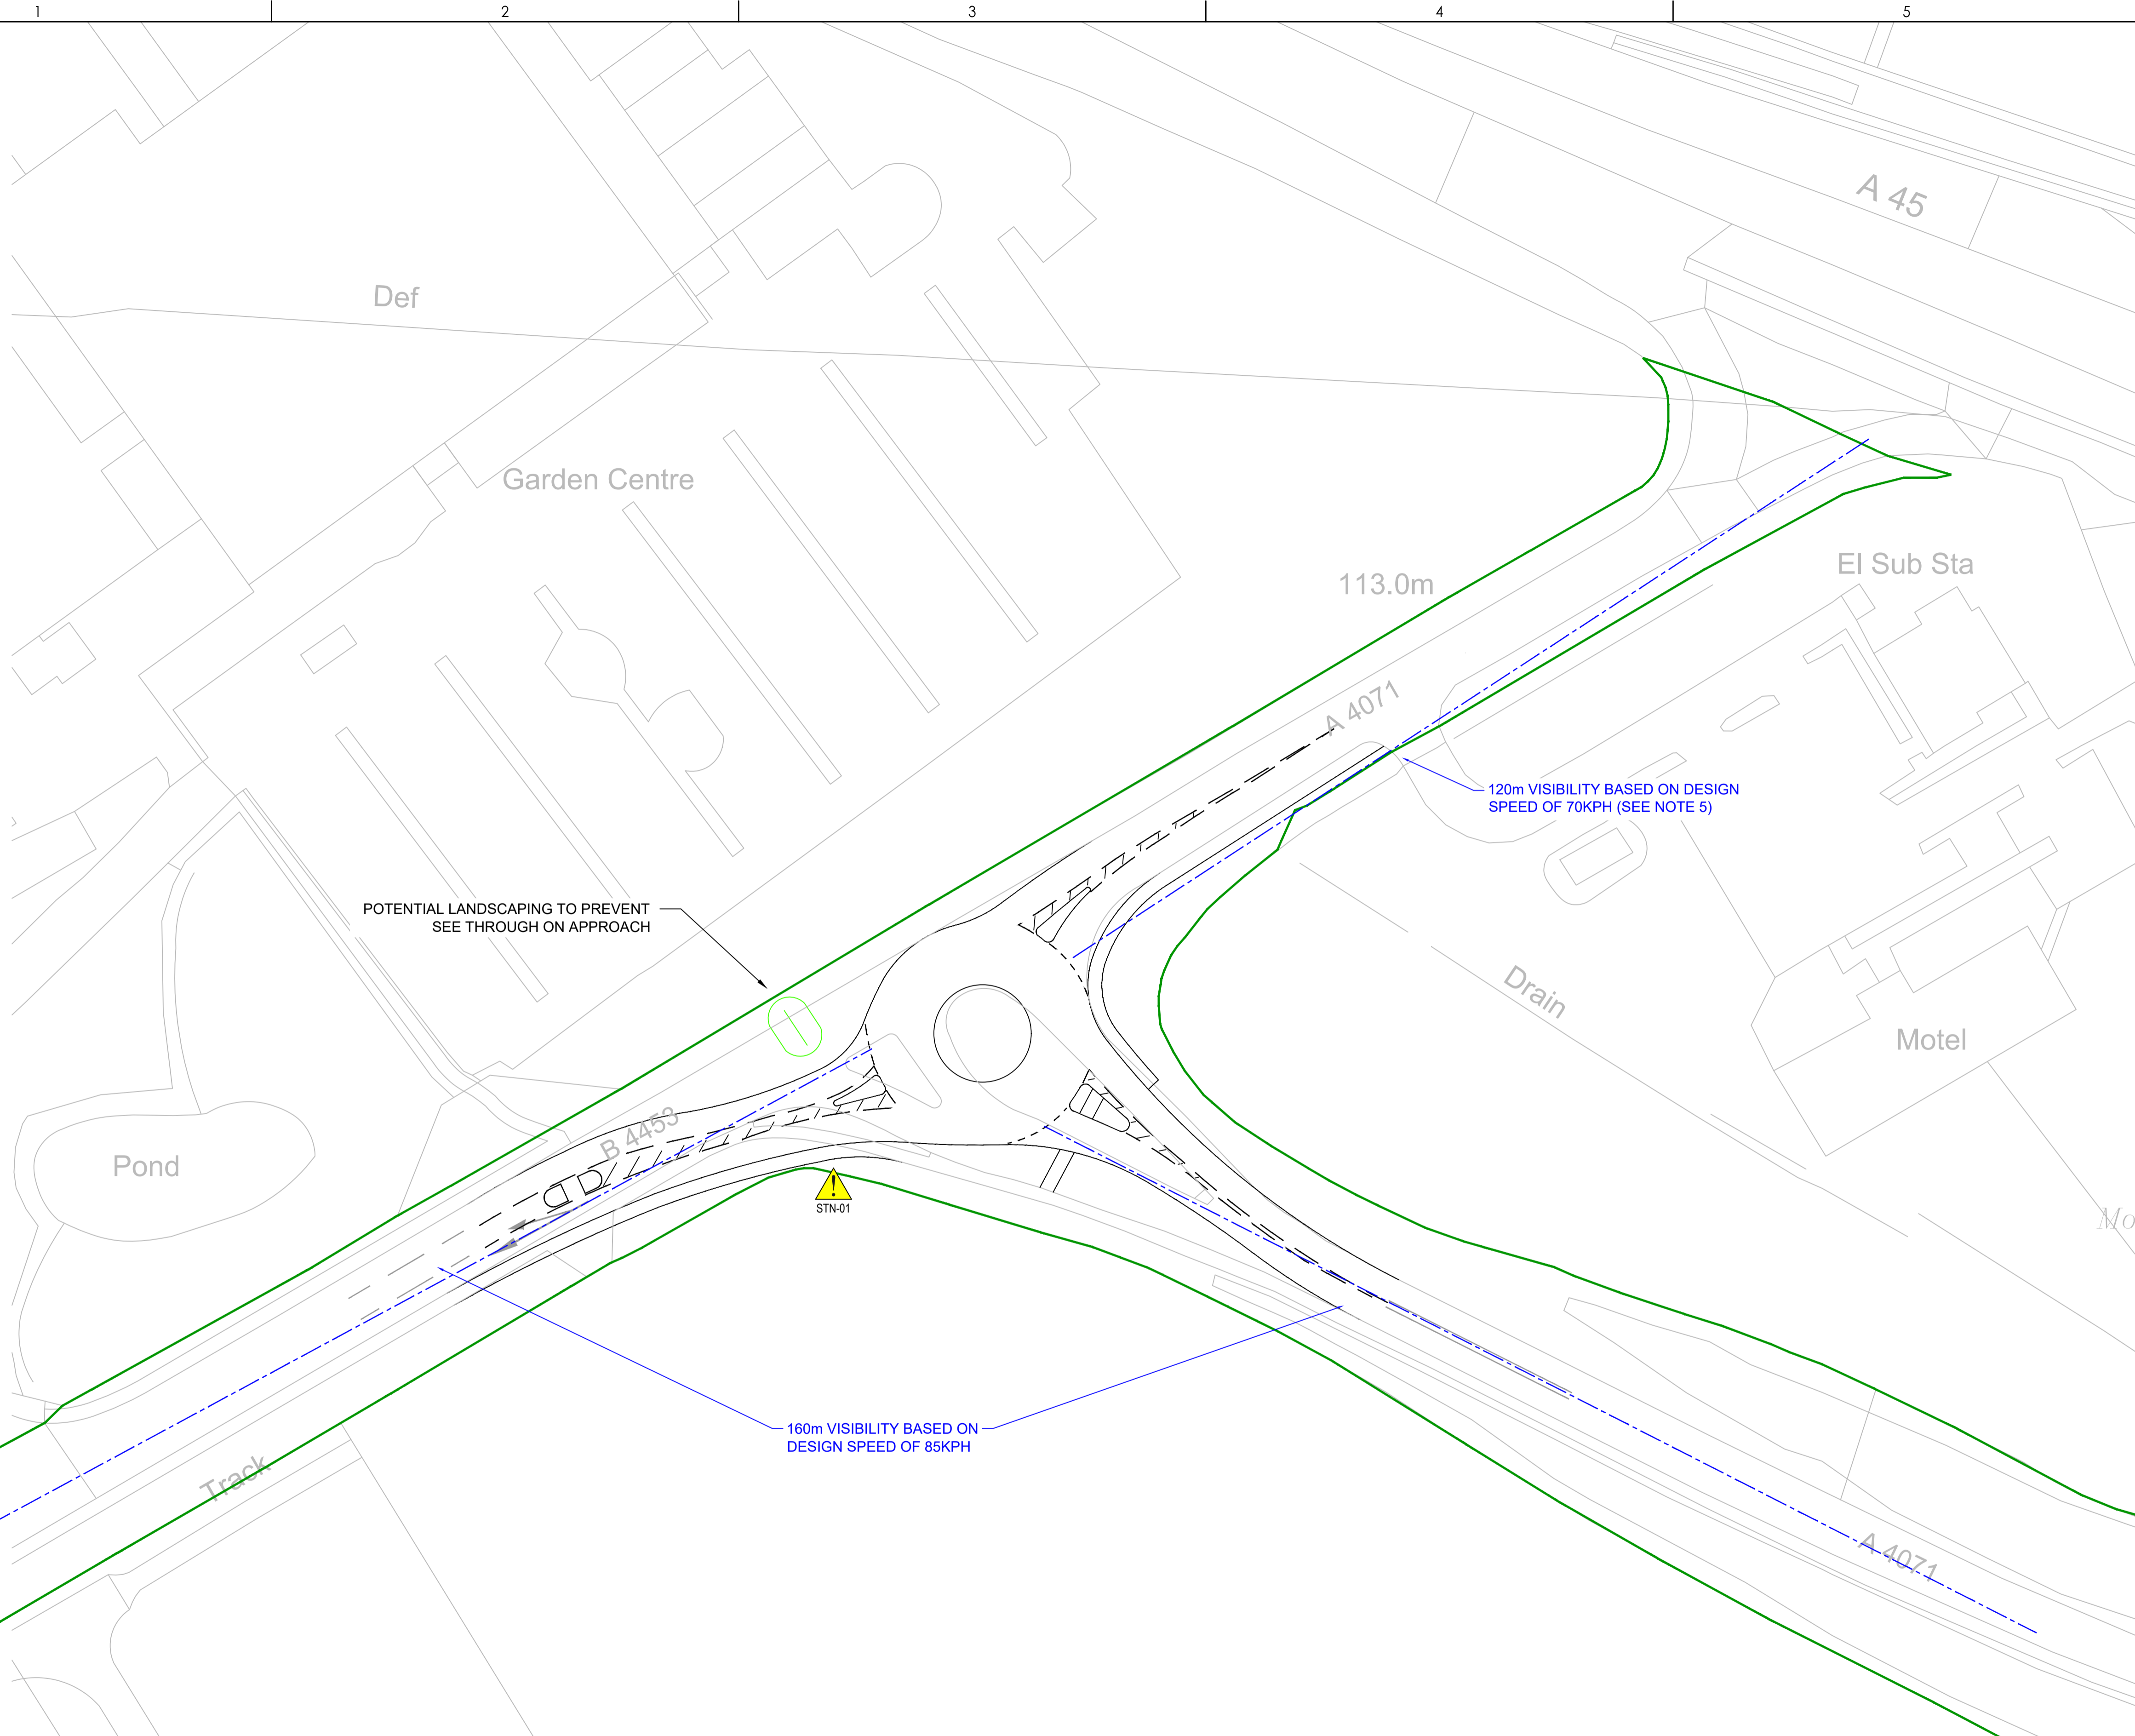 1
2
3
4
5
A 45
Def
Garden Centre
113.0m
El Sub Sta
A 4071
120m VISIBILITY BASED ON DESIGN
SPEED OF 70KPH (SEE NOTE 5)
POTENTIAL LANDSCAPING TO PREVENT
SEE THROUGH ON APPROACH
Drain
Motel
B 4453
Pond
STN-01
Mo
160m VISIBILITY BASED ON
DESIGN SPEED OF 85KPH
Track
A 4071